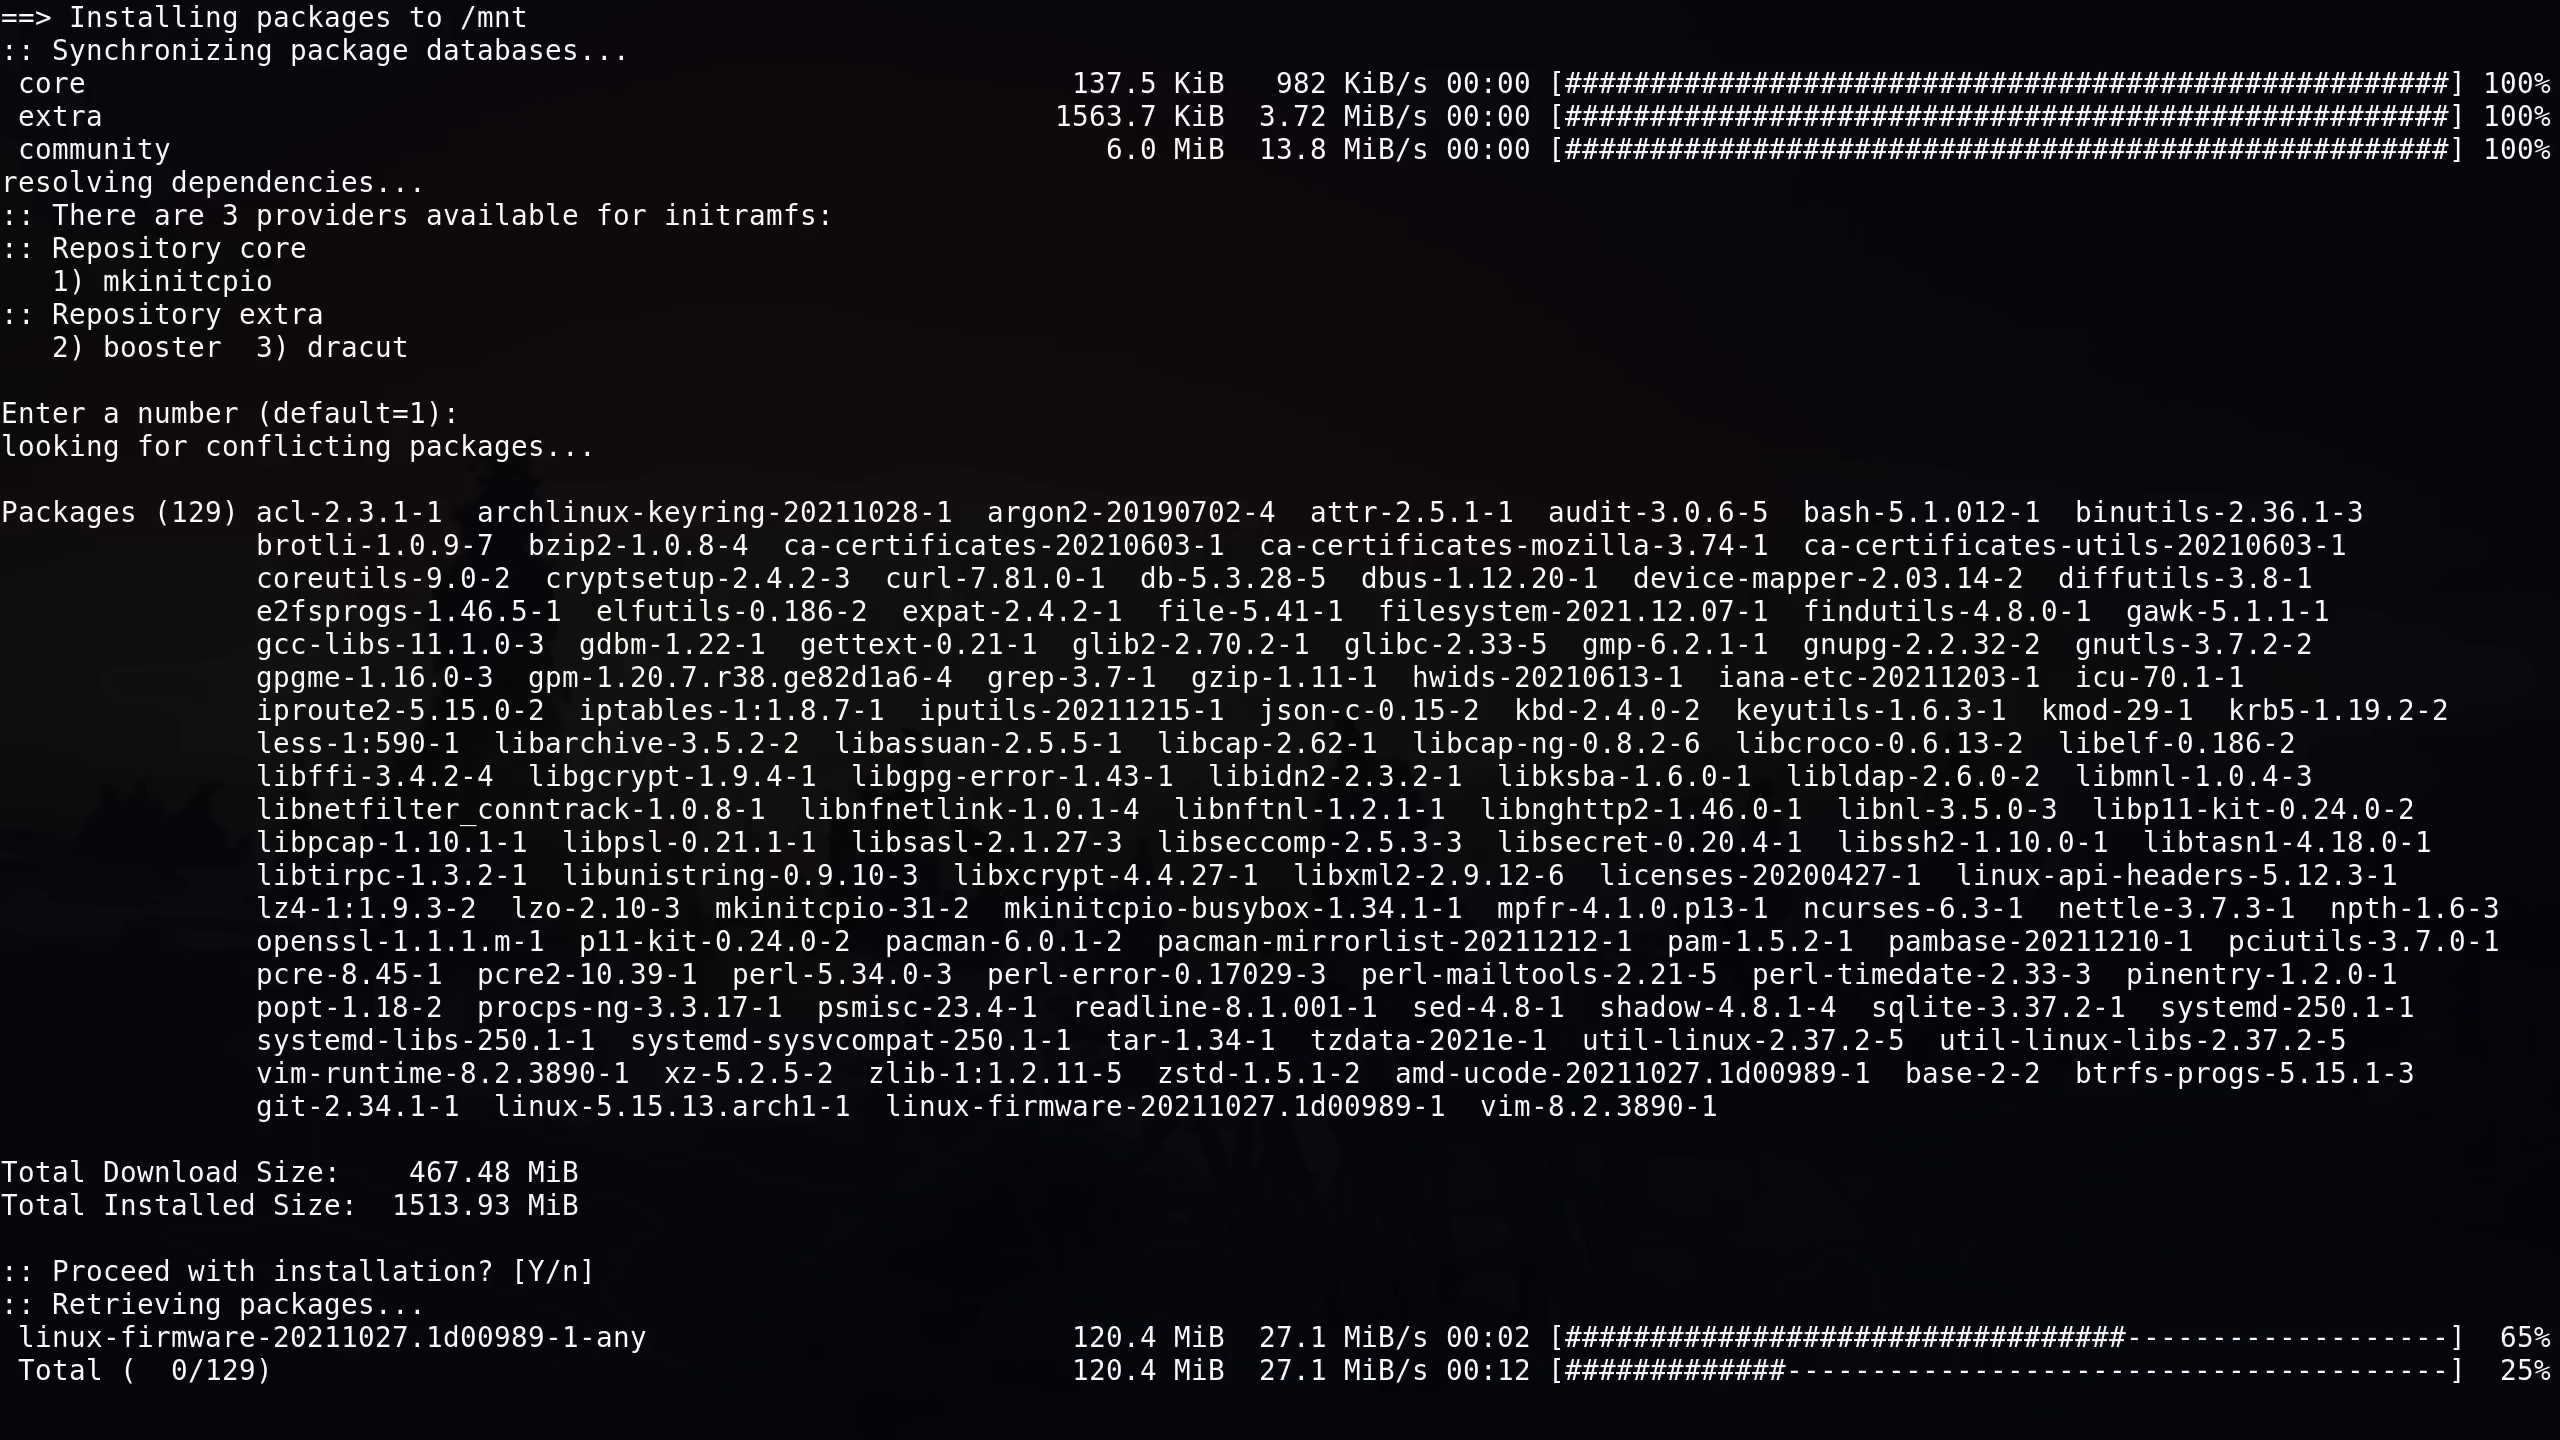 ==> Installing packages to /mnt
:: Synchronizing package databases...
 core                                                          137.5 KiB   982 KiB/s 00:00 [####################################################] 100%
 extra                                                        1563.7 KiB  3.72 MiB/s 00:00 [####################################################] 100%
 community                                                       6.0 MiB  13.8 MiB/s 00:00 [####################################################] 100%
resolving dependencies...
:: There are 3 providers available for initramfs:
:: Repository core
   1) mkinitcpio
:: Repository extra
   2) booster  3) dracut
Enter a number (default=1):
looking for conflicting packages...
Packages (129) acl-2.3.1-1  archlinux-keyring-20211028-1  argon2-20190702-4  attr-2.5.1-1  audit-3.0.6-5  bash-5.1.012-1  binutils-2.36.1-3
               brotli-1.0.9-7  bzip2-1.0.8-4  ca-certificates-20210603-1  ca-certificates-mozilla-3.74-1  ca-certificates-utils-20210603-1
               coreutils-9.0-2  cryptsetup-2.4.2-3  curl-7.81.0-1  db-5.3.28-5  dbus-1.12.20-1  device-mapper-2.03.14-2  diffutils-3.8-1
               e2fsprogs-1.46.5-1  elfutils-0.186-2  expat-2.4.2-1  file-5.41-1  filesystem-2021.12.07-1  findutils-4.8.0-1  gawk-5.1.1-1
               gcc-libs-11.1.0-3  gdbm-1.22-1  gettext-0.21-1  glib2-2.70.2-1  glibc-2.33-5  gmp-6.2.1-1  gnupg-2.2.32-2  gnutls-3.7.2-2
               gpgme-1.16.0-3  gpm-1.20.7.r38.ge82d1a6-4  grep-3.7-1  gzip-1.11-1  hwids-20210613-1  iana-etc-20211203-1  icu-70.1-1
               iproute2-5.15.0-2  iptables-1:1.8.7-1  iputils-20211215-1  json-c-0.15-2  kbd-2.4.0-2  keyutils-1.6.3-1  kmod-29-1  krb5-1.19.2-2
               less-1:590-1  libarchive-3.5.2-2  libassuan-2.5.5-1  libcap-2.62-1  libcap-ng-0.8.2-6  libcroco-0.6.13-2  libelf-0.186-2
               libffi-3.4.2-4  libgcrypt-1.9.4-1  libgpg-error-1.43-1  libidn2-2.3.2-1  libksba-1.6.0-1  libldap-2.6.0-2  libmnl-1.0.4-3
               libnetfilter_conntrack-1.0.8-1  libnfnetlink-1.0.1-4  libnftnl-1.2.1-1  libnghttp2-1.46.0-1  libnl-3.5.0-3  libp11-kit-0.24.0-2
               libpcap-1.10.1-1  libpsl-0.21.1-1  libsasl-2.1.27-3  libseccomp-2.5.3-3  libsecret-0.20.4-1  libssh2-1.10.0-1  libtasn1-4.18.0-1
               libtirpc-1.3.2-1  libunistring-0.9.10-3  libxcrypt-4.4.27-1  libxml2-2.9.12-6  licenses-20200427-1  linux-api-headers-5.12.3-1
               lz4-1:1.9.3-2  lzo-2.10-3  mkinitcpio-31-2  mkinitcpio-busybox-1.34.1-1  mpfr-4.1.0.p13-1  ncurses-6.3-1  nettle-3.7.3-1  npth-1.6-3
               openssl-1.1.1.m-1  p11-kit-0.24.0-2  pacman-6.0.1-2  pacman-mirrorlist-20211212-1  pam-1.5.2-1  pambase-20211210-1  pciutils-3.7.0-1
               pcre-8.45-1  pcre2-10.39-1  perl-5.34.0-3  perl-error-0.17029-3  perl-mailtools-2.21-5  perl-timedate-2.33-3  pinentry-1.2.0-1
               popt-1.18-2  procps-ng-3.3.17-1  psmisc-23.4-1  readline-8.1.001-1  sed-4.8-1  shadow-4.8.1-4  sqlite-3.37.2-1  systemd-250.1-1
               systemd-libs-250.1-1  systemd-sysvcompat-250.1-1  tar-1.34-1  tzdata-2021e-1  util-linux-2.37.2-5  util-linux-libs-2.37.2-5
               vim-runtime-8.2.3890-1  xz-5.2.5-2  zlib-1:1.2.11-5  zstd-1.5.1-2  amd-ucode-20211027.1d00989-1  base-2-2  btrfs-progs-5.15.1-3
               git-2.34.1-1  linux-5.15.13.arch1-1  linux-firmware-20211027.1d00989-1  vim-8.2.3890-1
Total Download Size:    467.48 MiB
Total Installed Size:  1513.93 MiB
:: Proceed with installation? [Y/n]
:: Retrieving packages...
 linux-firmware-20211027.1d00989-1-any                         120.4 MiB  27.1 MiB/s 00:02 [#################################-------------------]  65%
 Total (  0/129)                                               120.4 MiB  27.1 MiB/s 00:12 [#############---------------------------------------]  25%